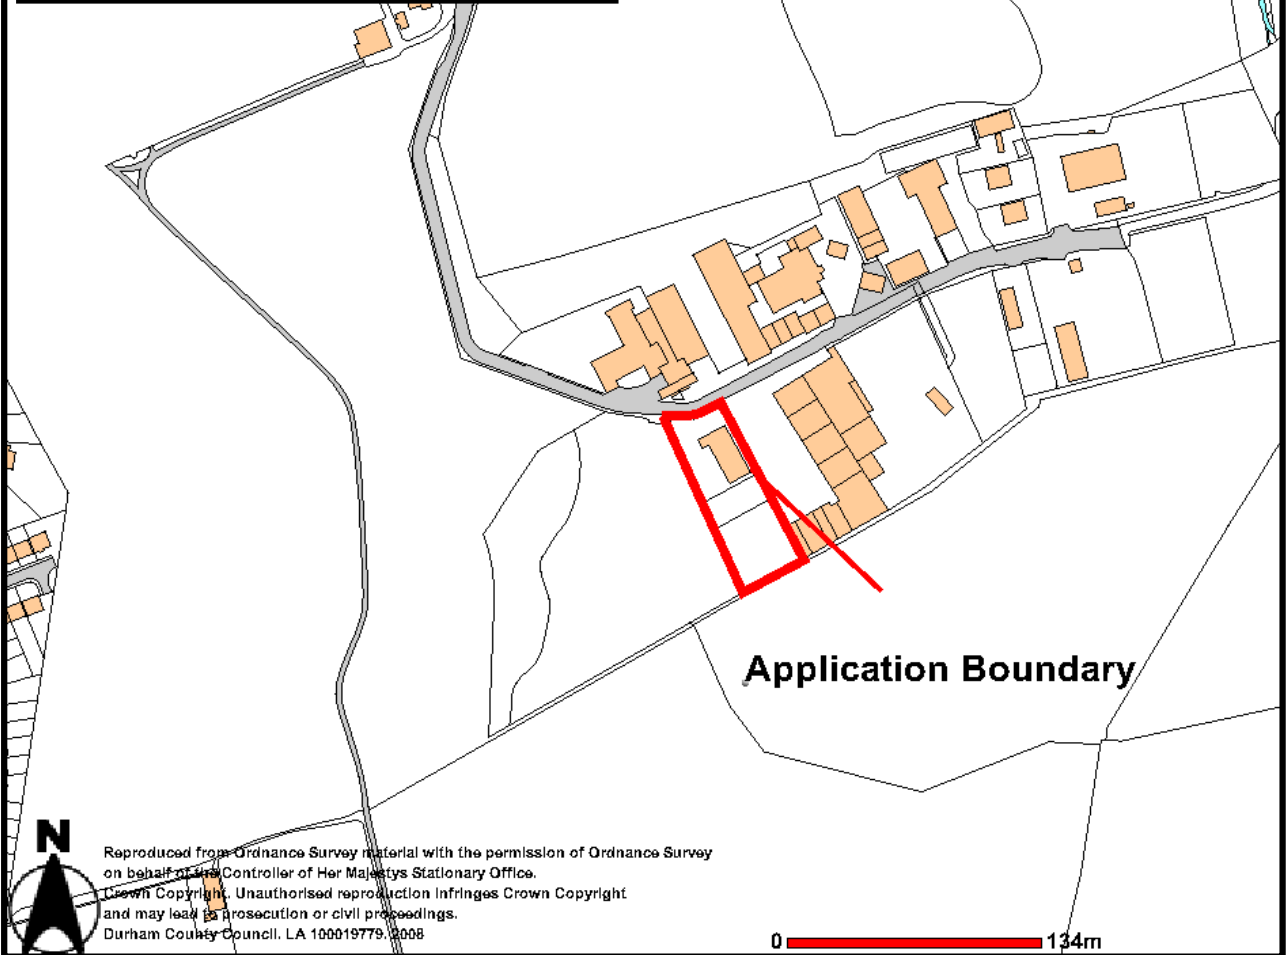 Application Boundary
N
Reproduced from Ordnance Survey material with the permission of Ordnance Survey
on behalf of the Controller of Her Majestys Stationary Office.
Crown Copyright. Unauthorised reproduction infringes Crown Copyright
and may lead to prosecution or civil proceedings.
Durham County Council. LA 100019779. 2008
0 134m